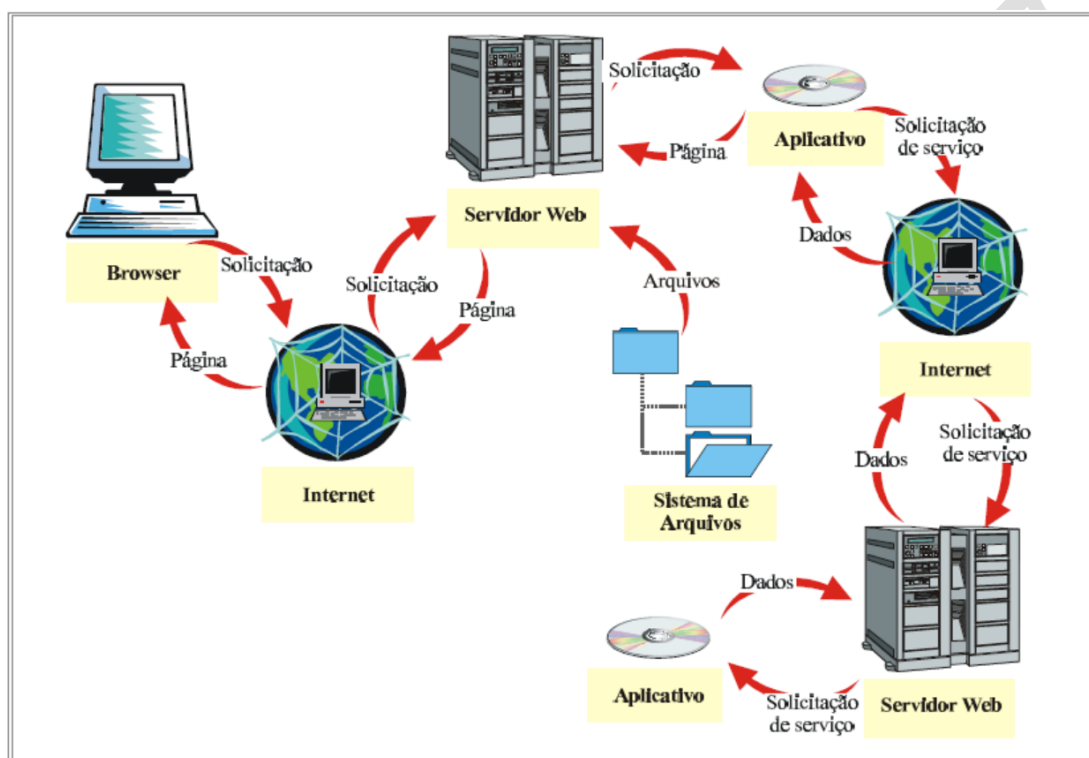 Solicitação
Aplicativo
Solicitação
de serviço
Página
Servidor Web
Dados
Browser
Solicitação
Solicitação
Arquivos
Página
Página
Internet
Internet
Solicitação
de serviço
Dados
Sistema de
Arquivos
Dados
Aplicativo
Solicitação
de serviço
Servidor Web